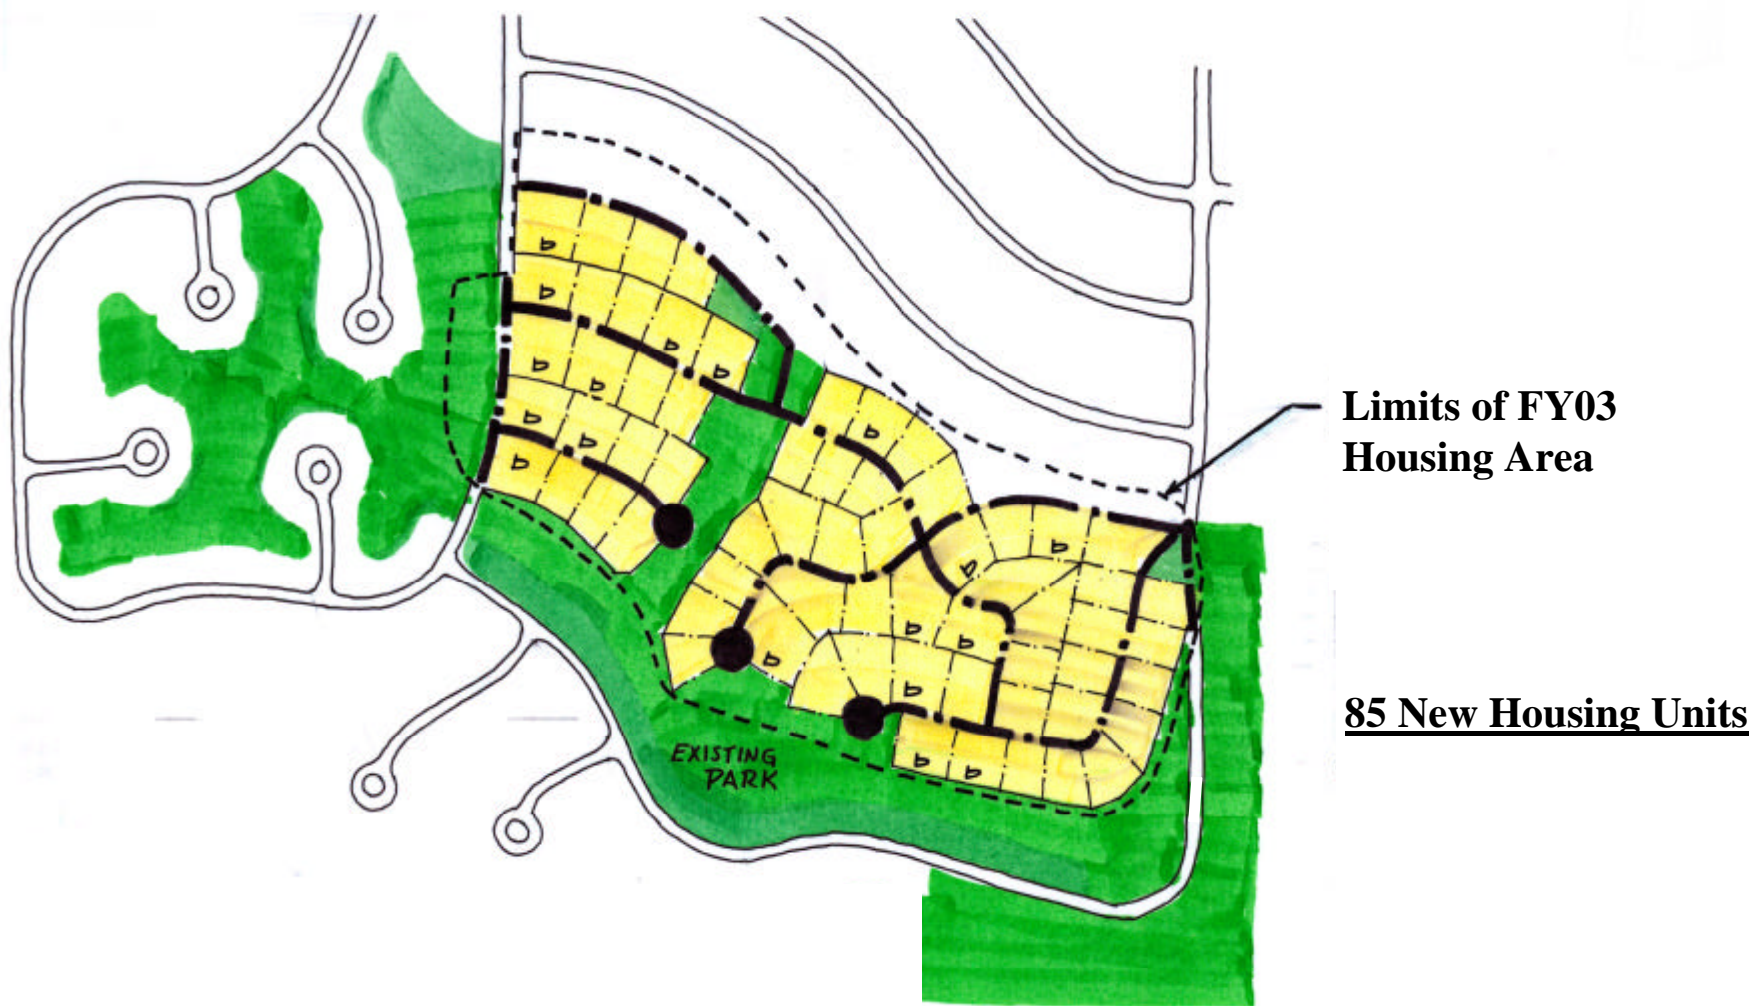 Limits of FY03
Housing Area
85 New Housing Units
EXISTING
PARK